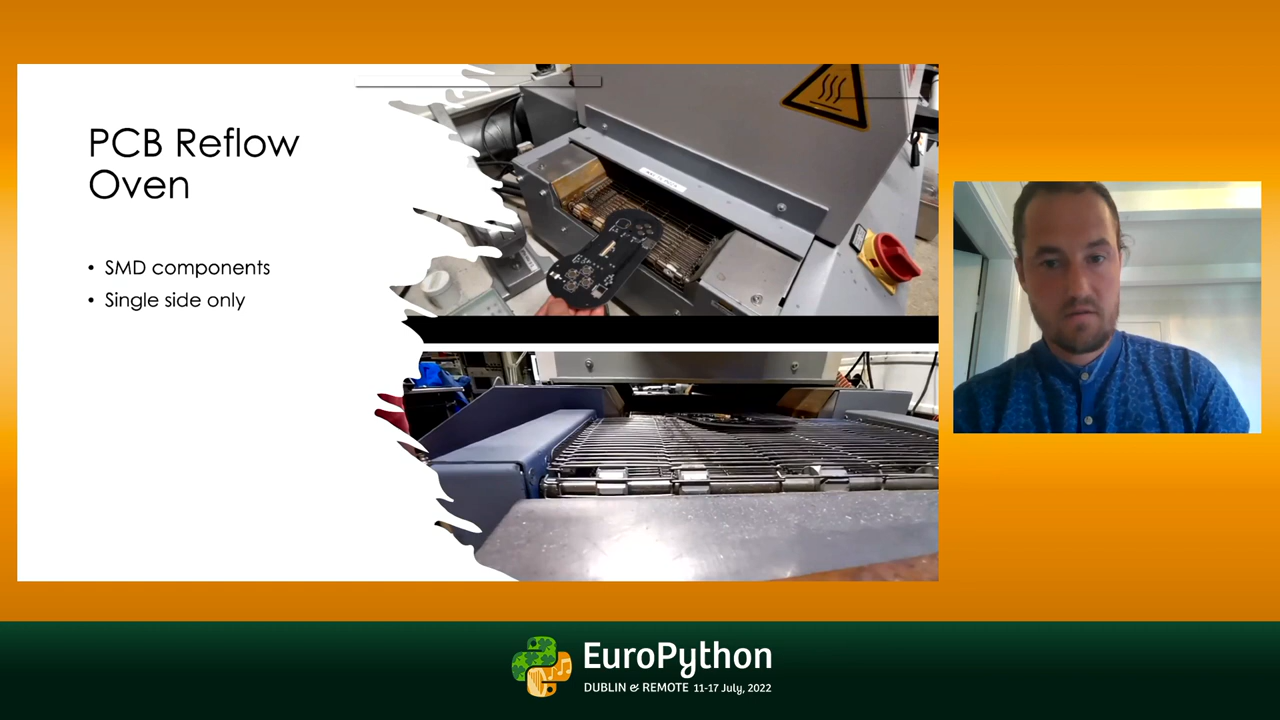 PCB Reflow
Oven
• SMD components
• Single side only
EuroPython
DUBLIN & REMOTE 11-17 July, 2022